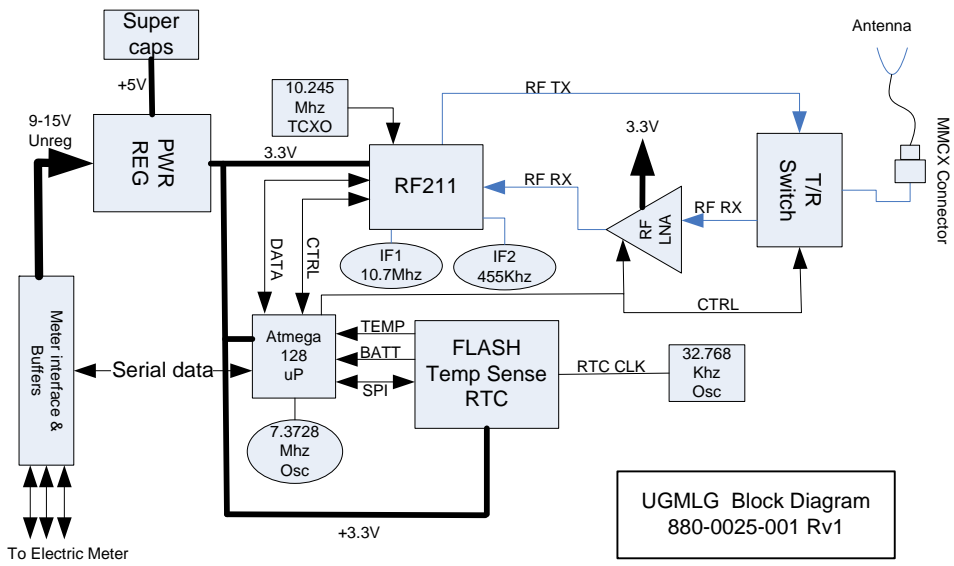 Super
caps
+5V
9-15V
Unreg
PWR
REG
3.3V
10.245
Mhz
TCXO
RF TX
Antenna
MMCX Connector
3.3V
RF211
RF RX
RF
LNA
RF RX
T/R
Switch
IF1
10.7Mhz
IF2
455Khz
DATA
CTRL
CTRL
Meter interface &
Buffers
Serial data
Atmega
128
uP
TEMP
BATT
SPI
FLASH
Temp Sense
RTC
RTC CLK
32.768
Khz
Osc
7.3728
Mhz
Osc
+3.3V
To Electric Meter
UGMLG Block Diagram
880-0025-001 Rv1